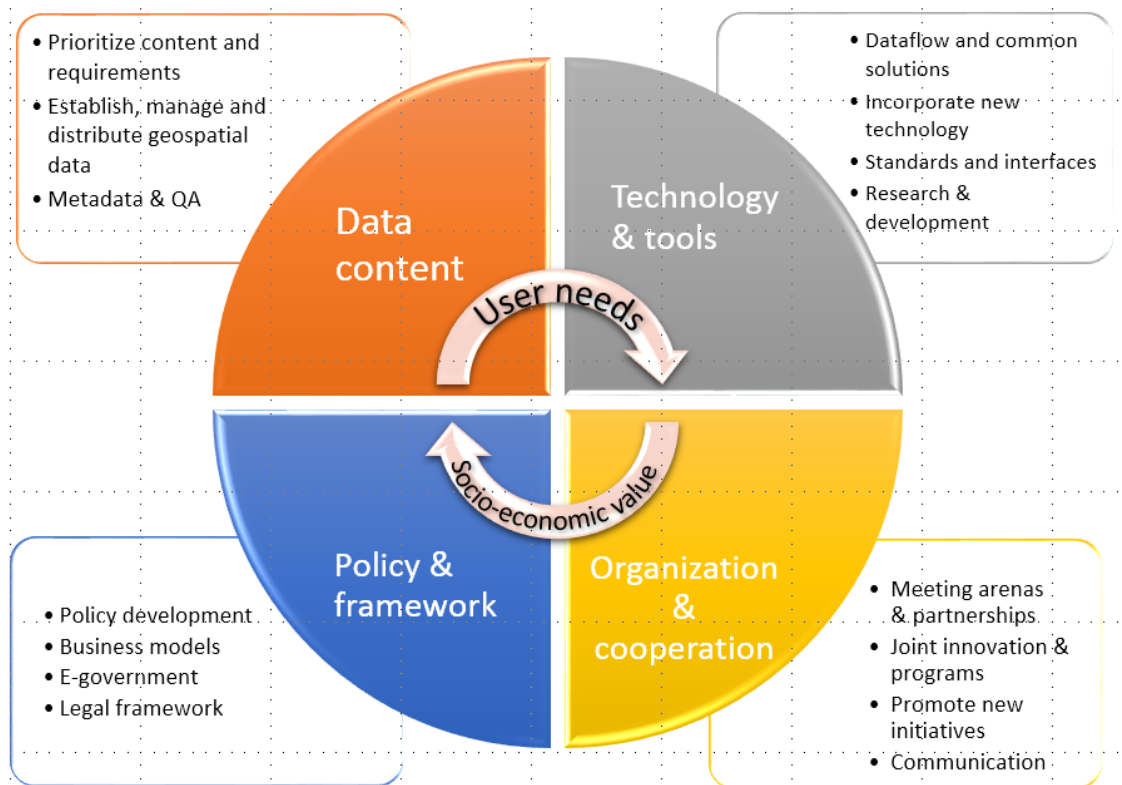 • Prioritize content and
requirements
• Establish, manage and
distribute geospatial
data
• Metadata & QA
• Dataflow and common
solutions
• Incorporate new
technology
• Standards and interfaces
• Research &
development
Data
content
Technology
& tools
User needs
Socio-economic value
Policy &
framework
Organization
&
cooperation
• Policy development
• Business models
• E-government
• Legal framework
• Meeting arenas
& partnerships
• Joint innovation &
programs
• Promote new
initiatives
• Communication